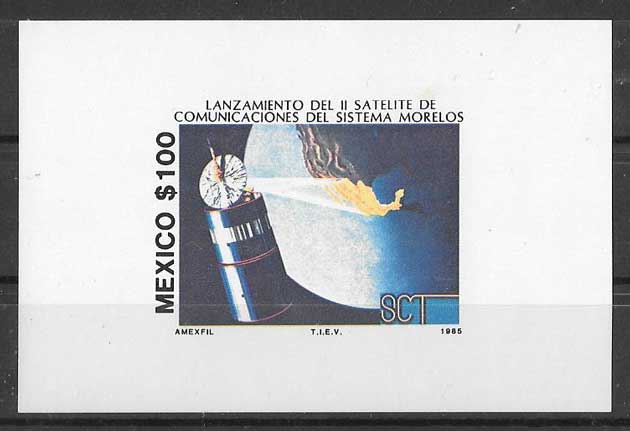 LANZAMIENTO DEL II SATELITE DE
COMUNICACIONES DEL SISTEMA MORELOS
MEXICO $100
SCT
AMEXFIL T.I.E.V. 1985